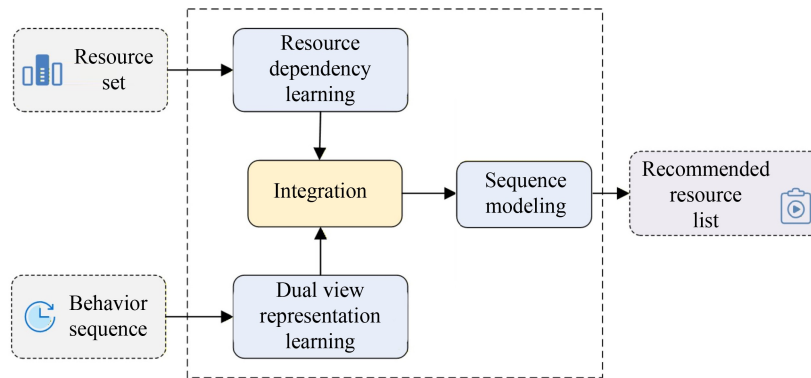 Resource
set
Resource
dependency
learning
Integration
Sequence
modeling
Recommended
resource
list
Behavior
sequence
Dual view
representation
learning